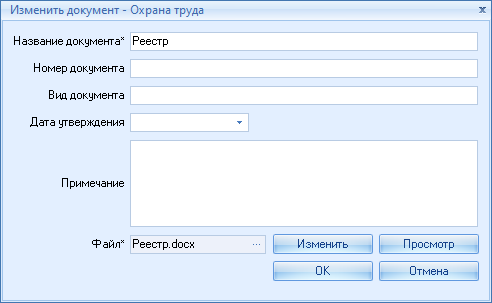 Изменить документ - Охрана труда
Название документа* Реестр
Номер документа
Вид документа
Дата утверждения
Примечание
Файл* Реестр.docx ... Изменить Просмотр
OK Отмена